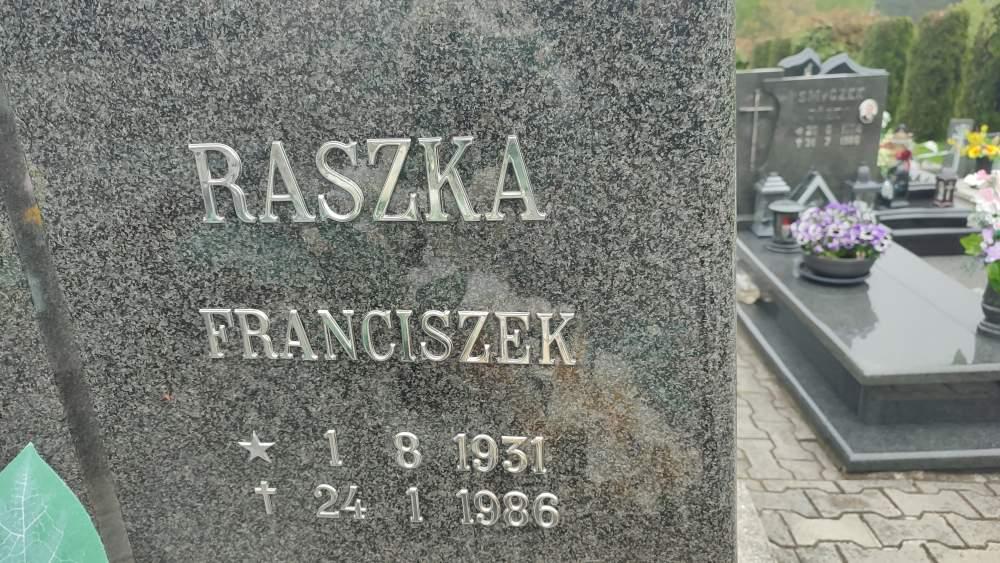 RASZKA
FRANCISZEK
★ 1 8 1931
✝ 24 1 1986